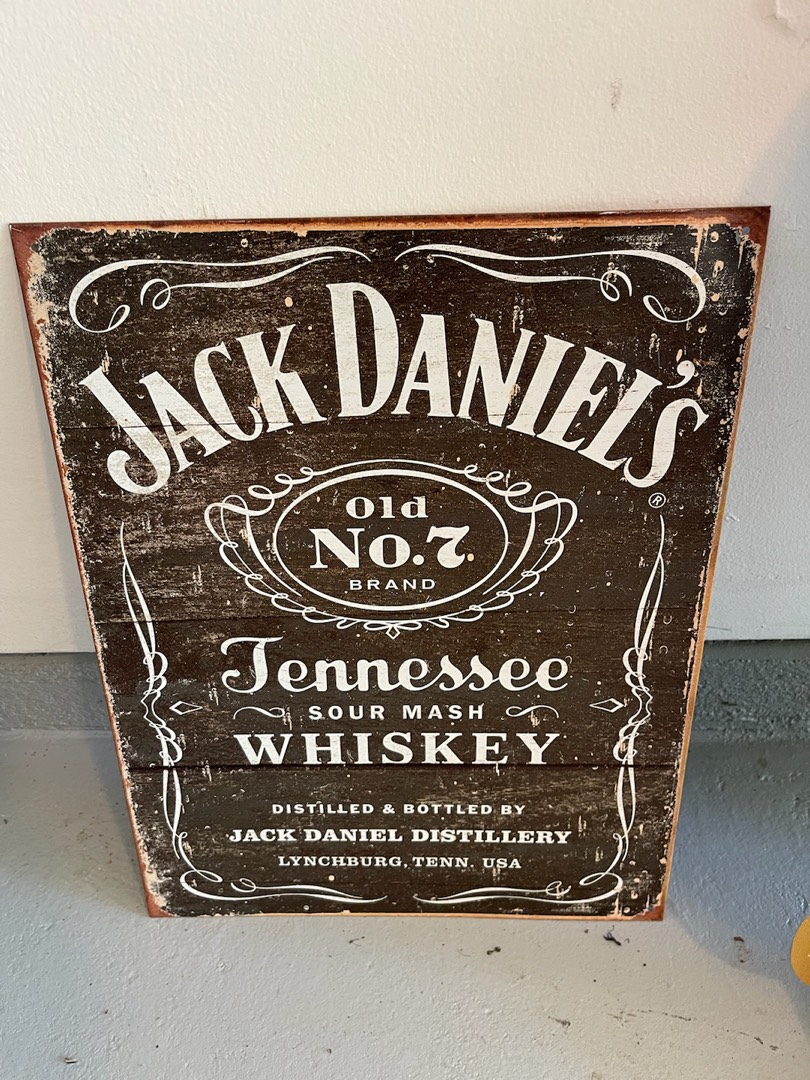 JACK DANIEL'S
®
Old
No.7
BRAND
Tennessee
SOUR MASH
WHISKEY
DISTILLED & BOTTLED BY
JACK DANIEL DISTILLERY
LYNCHBURG, TENN. USA